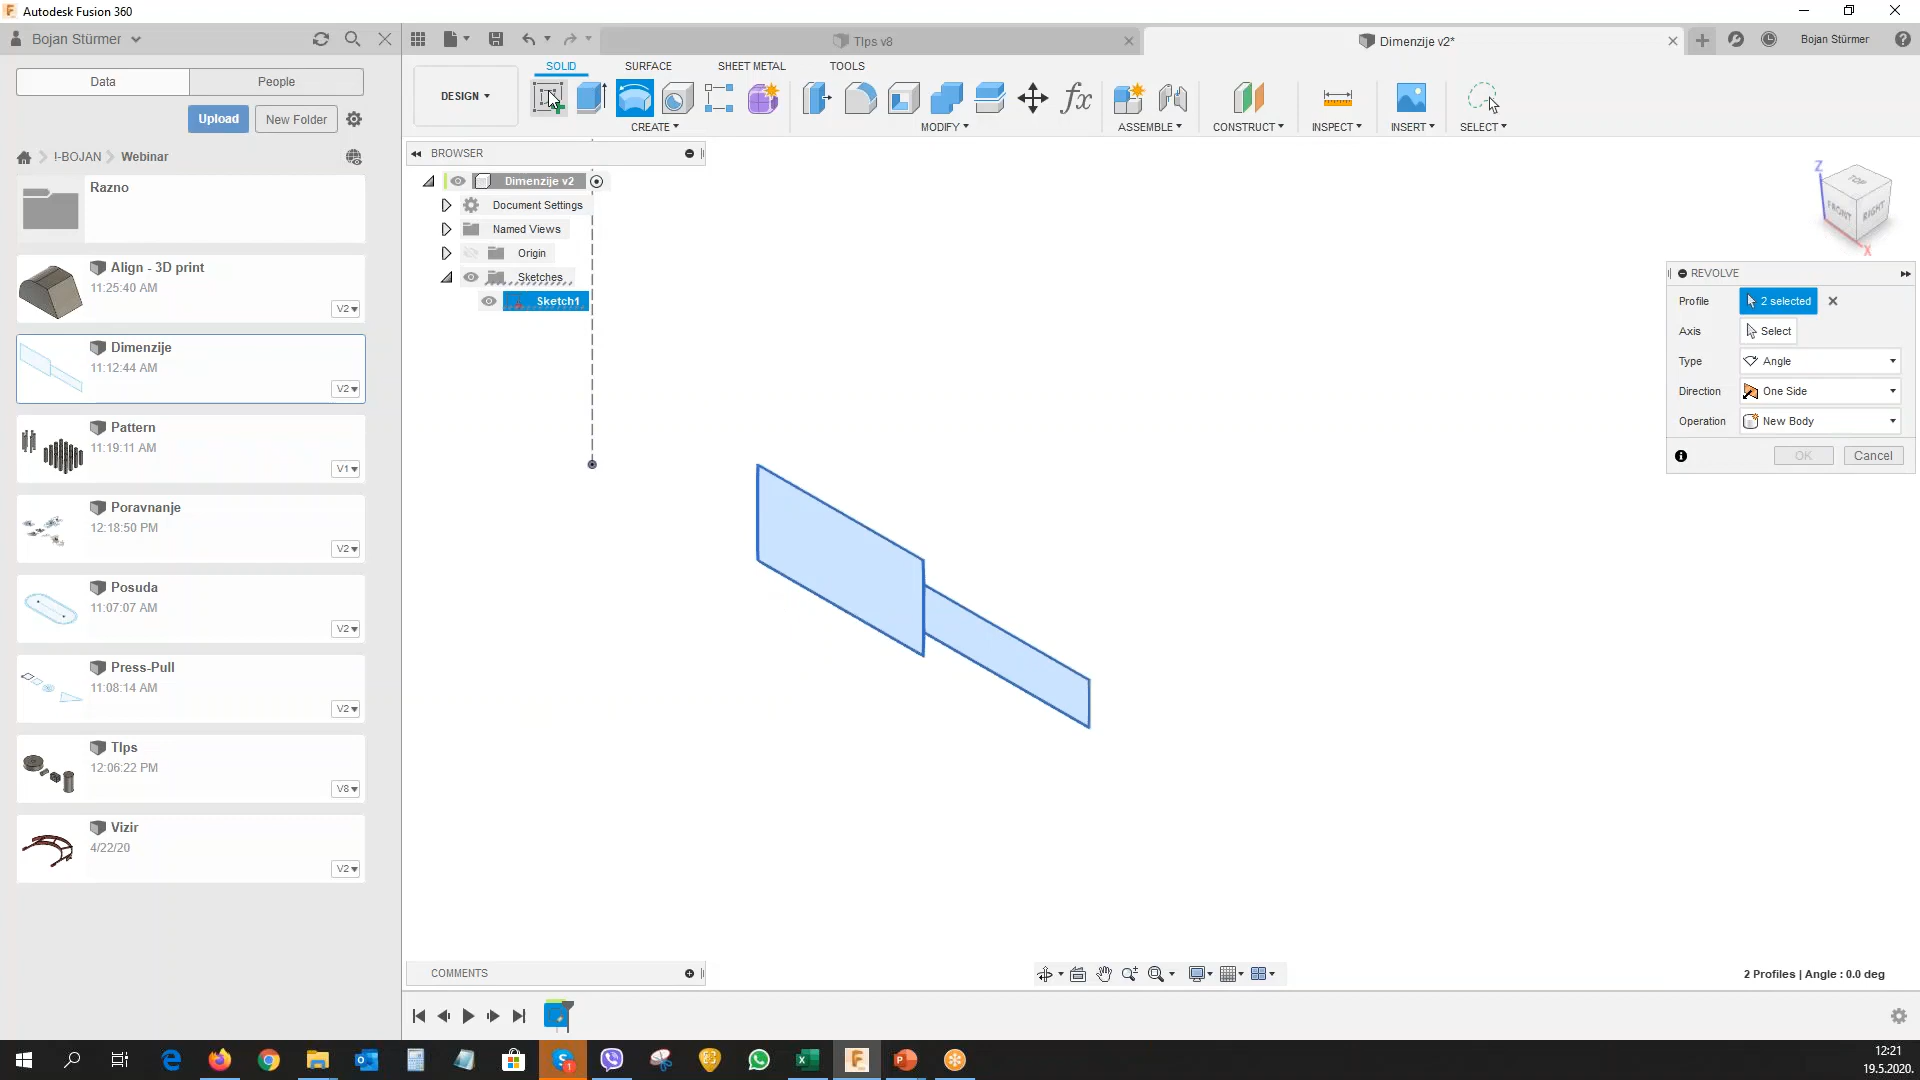 Autodesk Fusion 360
Bojan Stürmer
TIps v8
Dimenzije v2*
Bojan Stürmer
Data
People
Upload
New Folder
!-BOJAN
Webinar
Razno
Align - 3D print
11:25:40 AM
V2
Dimenzije
11:12:44 AM
V2
Pattern
11:19:11 AM
V1
Poravnanje
12:18:50 PM
V2
Posuda
11:07:07 AM
V2
Press-Pull
11:08:14 AM
V2
TIps
12:06:22 PM
V8
Vizir
4/22/20
V2
SOLID
SURFACE
SHEET METAL
TOOLS
DESIGN
CREATE
MODIFY
ASSEMBLE
CONSTRUCT
INSPECT
INSERT
SELECT
BROWSER
Dimenzije v2
Document Settings
Named Views
Origin
Sketches
Sketch1
Z
TOP
FRONT
RIGHT
X
REVOLVE
Profile
2 selected
Axis
Select
Type
Angle
Direction
One Side
Operation
New Body
OK
Cancel
COMMENTS
2 Profiles | Angle : 0.0 deg
12:21
19.5.2020.